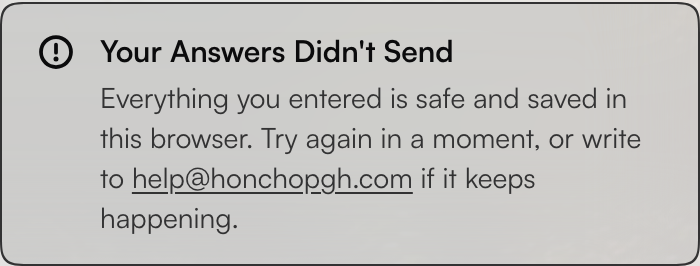 Your Answers Didn't Send
Everything you entered is safe and saved in
this browser. Try again in a moment, or write
to help@honchopgh.com if it keeps
happening.